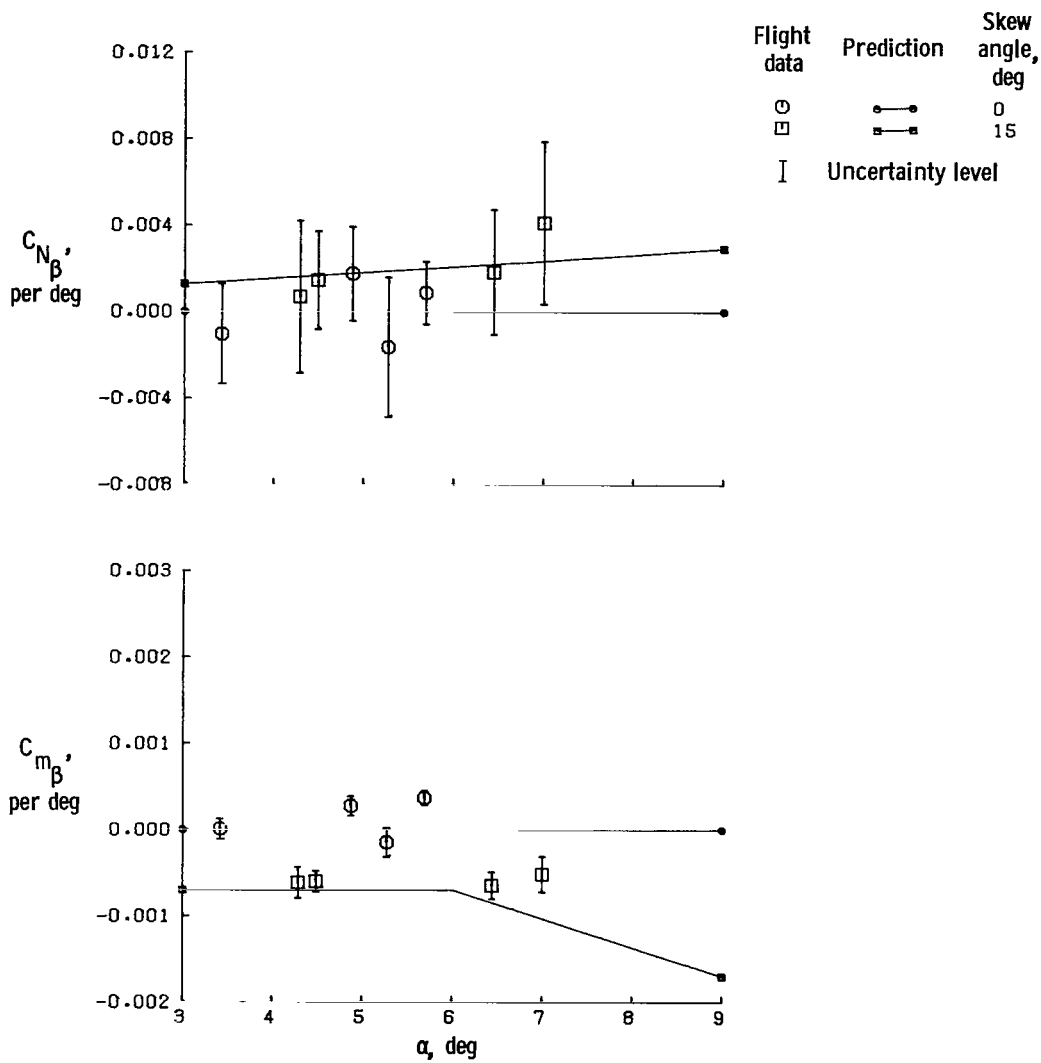 Flight data Prediction Skew angle, deg
0
15
Uncertainty level
0.012
0.008
0.004
0.000
-0.004
-0.008
C_Nβ, per deg
0.003
0.002
0.001
0.000
-0.001
-0.002
C_mβ, per deg
3 4 5 6 7 8 9
α, deg